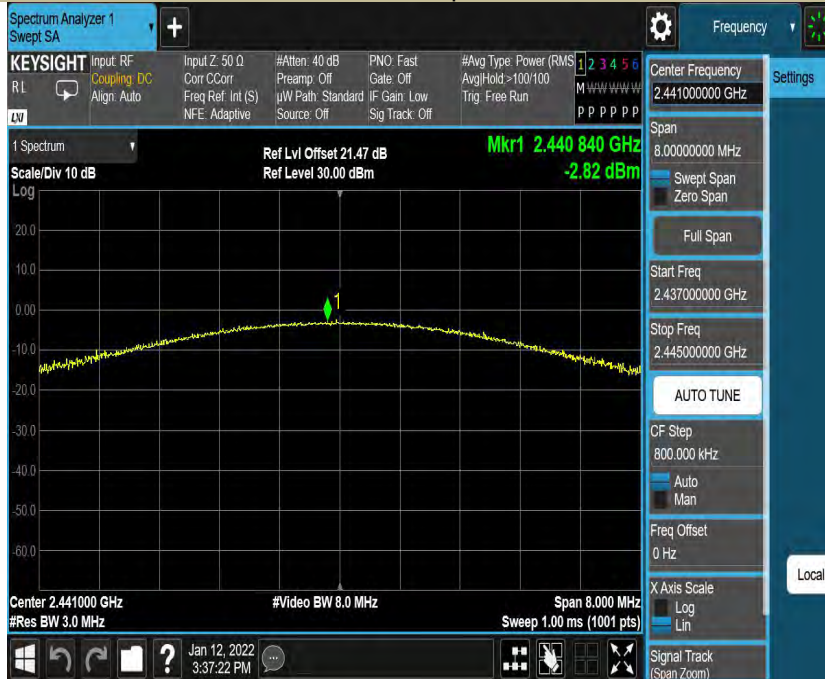 Spectrum Analyzer 1
Swept SA
+
Frequency
KEYSIGHT
RL
LXI
Input: RF
Coupling: DC
Align: Auto
Input Z: 50 Ω
Corr CCorr
Freq Ref: Int (S)
NFE: Adaptive
#Atten: 40 dB
Preamp: Off
µW Path: Standard
Source: Off
PNO: Fast
Gate: Off
IF Gain: Low
Sig Track: Off
#Avg Type: Power (RMS
Avg|Hold:>100/100
Trig: Free Run
1 2 3 4 5 6
M W W W W W
P P P P P P
Center Frequency
2.441000000 GHz
Settings
Span
8.00000000 MHz
Swept Span
Zero Span
Full Span
Start Freq
2.437000000 GHz
Stop Freq
2.445000000 GHz
AUTO TUNE
CF Step
800.000 kHz
Auto
Man
Freq Offset
0 Hz
X Axis Scale
Log
Lin
Signal Track
(Span Zoom)
Local
1 Spectrum
Scale/Div 10 dB
Ref Lvl Offset 21.47 dB
Ref Level 30.00 dBm
Mkr1 2.440 840 GHz
-2.82 dBm
Log
20.0
10.0
0.00
-10.0
-20.0
-30.0
-40.0
-50.0
-60.0
1
Center 2.441000 GHz
#Res BW 3.0 MHz
#Video BW 8.0 MHz
Span 8.000 MHz
Sweep 1.00 ms (1001 pts)
?
Jan 12, 2022
3:37:22 PM